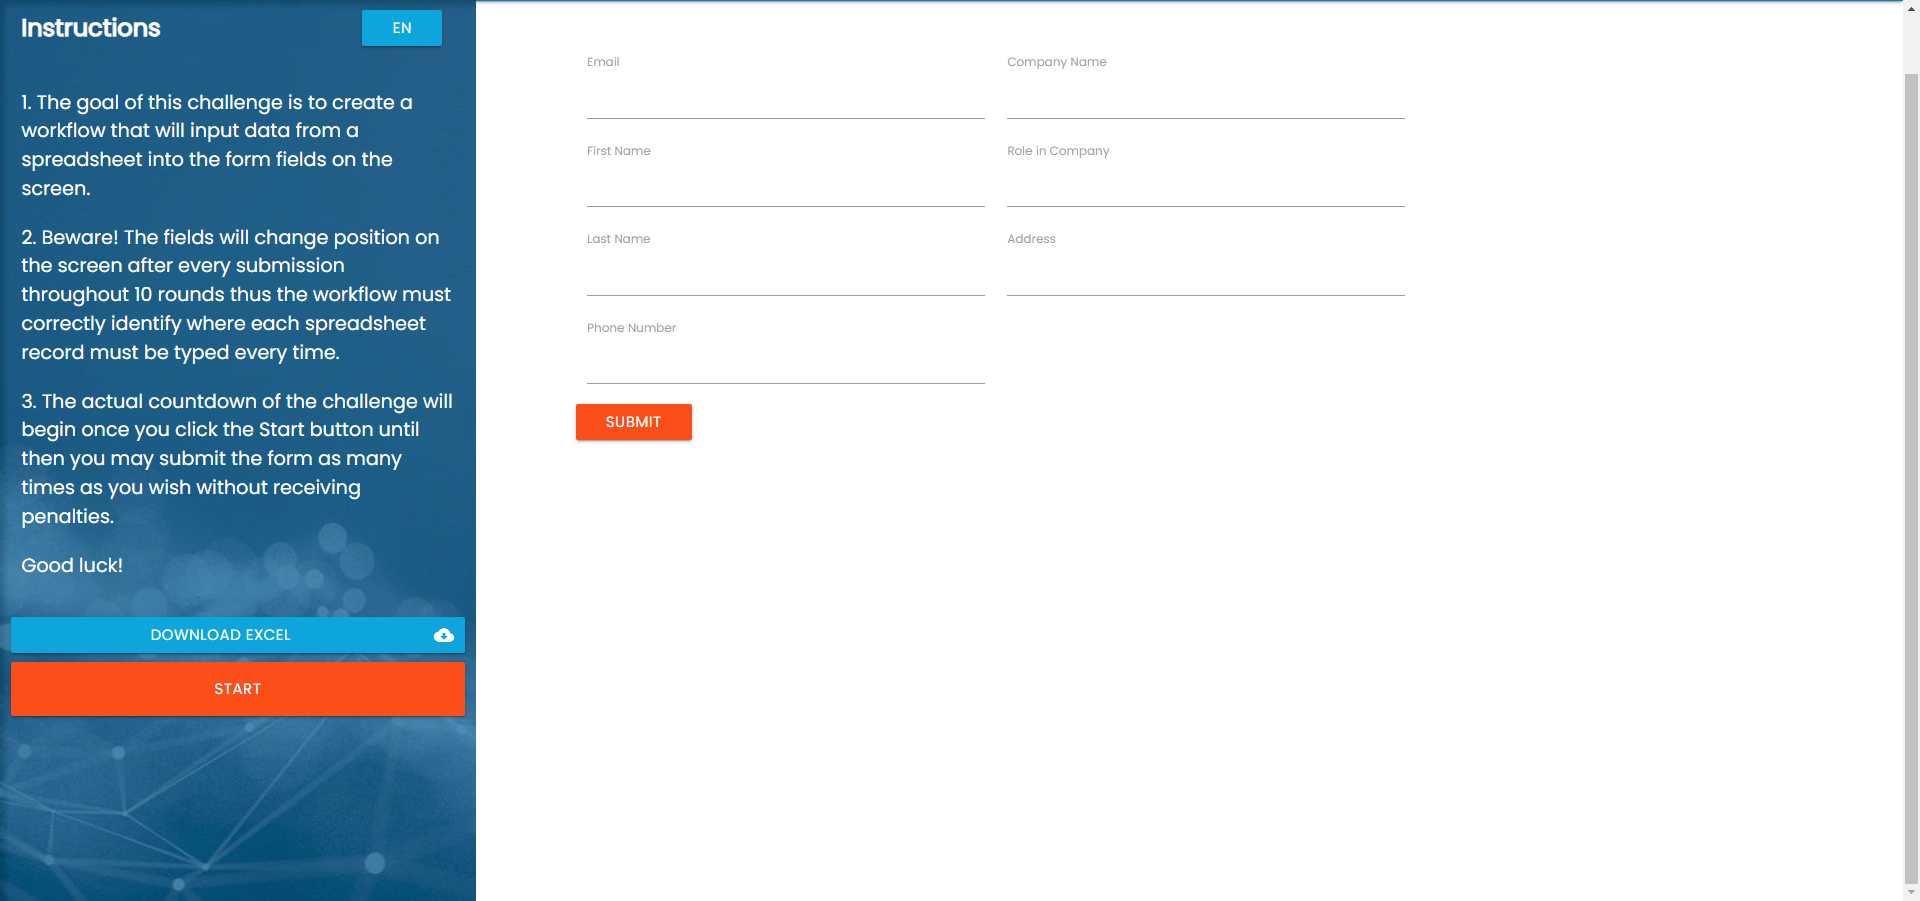 Instructions
EN
1. The goal of this challenge is to create a
workflow that will input data from a
spreadsheet into the form fields on the
screen.
2. Beware! The fields will change position on
the screen after every submission
throughout 10 rounds thus the workflow must
correctly identify where each spreadsheet
record must be typed every time.
3. The actual countdown of the challenge will
begin once you click the Start button until
then you may submit the form as many
times as you wish without receiving
penalties.
Good luck!
DOWNLOAD EXCEL
START
Email
Company Name
First Name
Role in Company
Last Name
Address
Phone Number
SUBMIT